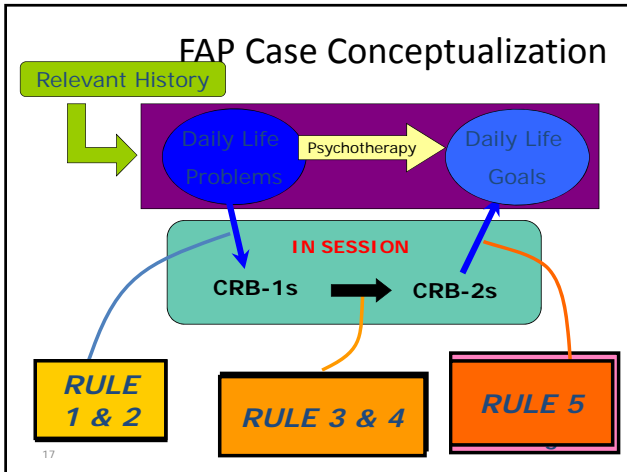 FAP Case Conceptualization
Relevant History
Daily Life
Problems
Psychotherapy
Daily Life
Goals
IN SESSION
CRB-1s
CRB-2s
RULE
1 & 2
RULE 3 & 4
RULE 5
17